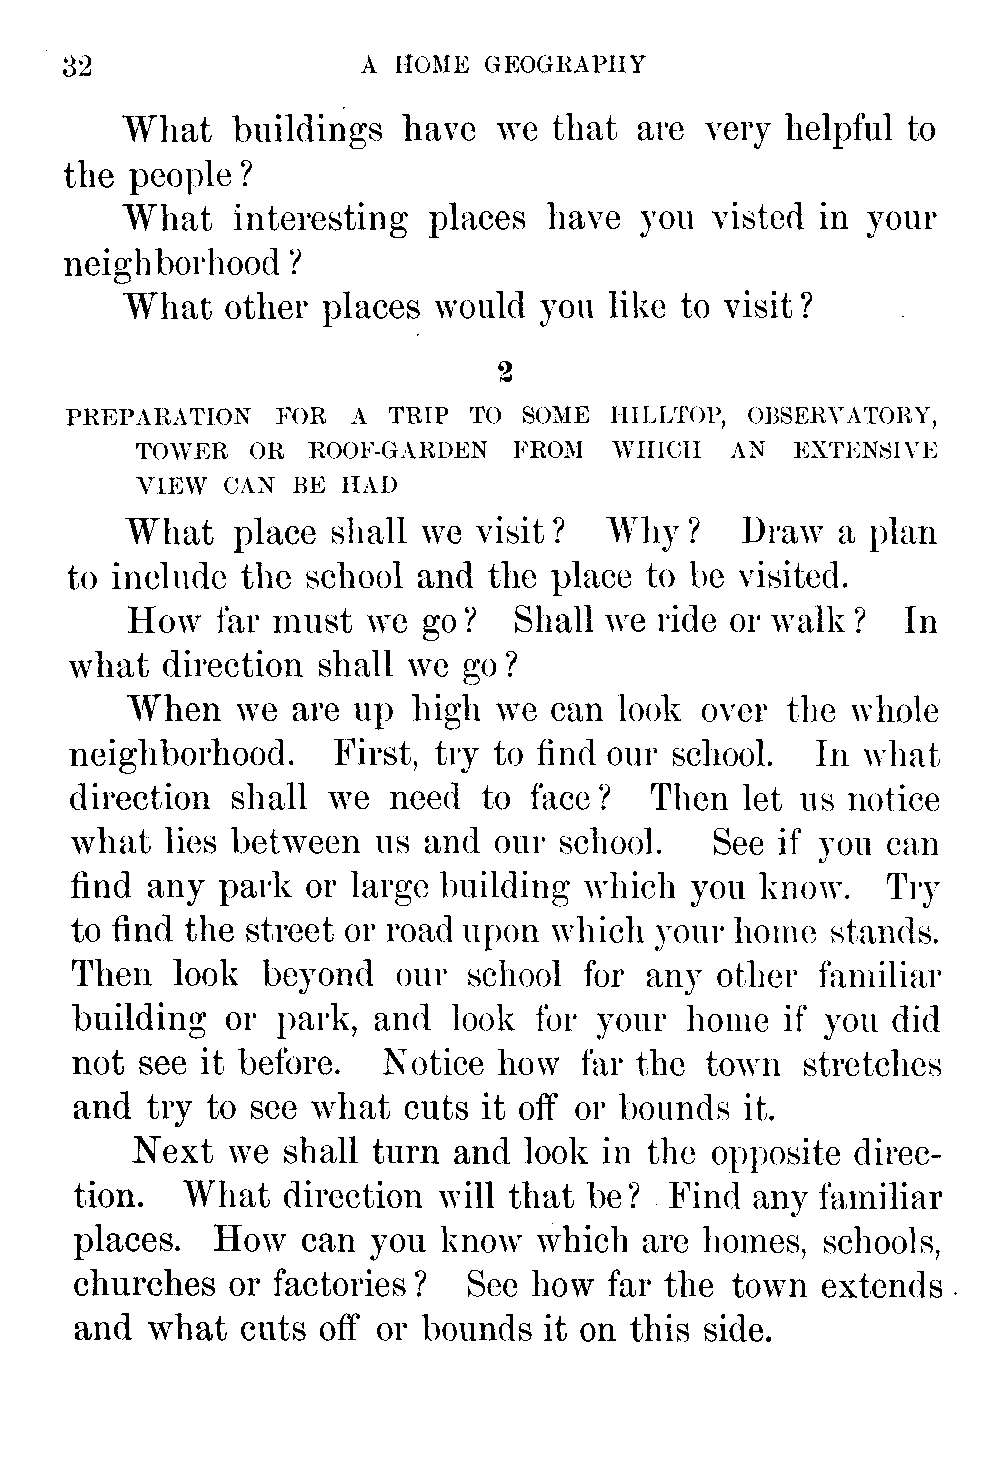 32 A HOME GEOGRAPHY
What buildings have we that are very helpful to
the people?
What interesting places have you visted in your
neighborhood?
What other places would you like to visit?
2
PREPARATION FOR A TRIP TO SOME HILLTOP, OBSERVATORY,
TOWER OR ROOF-GARDEN FROM WHICH AN EXTENSIVE
VIEW CAN BE HAD
What place shall we visit? Why? Draw a plan
to include the school and the place to be visited.
How far must we go? Shall we ride or walk? In
what direction shall we go?
When we are up high we can look over the whole
neighborhood. First, try to find our school. In what
direction shall we need to face? Then let us notice
what lies between us and our school. See if you can
find any park or large building which you know. Try
to find the street or road upon which your home stands.
Then look beyond our school for any other familiar
building or park, and look for your home if you did
not see it before. Notice how far the town stretches
and try to see what cuts it off or bounds it.
Next we shall turn and look in the opposite direc-
tion. What direction will that be? Find any familiar
places. How can you know which are homes, schools,
churches or factories? See how far the town extends
and what cuts off or bounds it on this side.